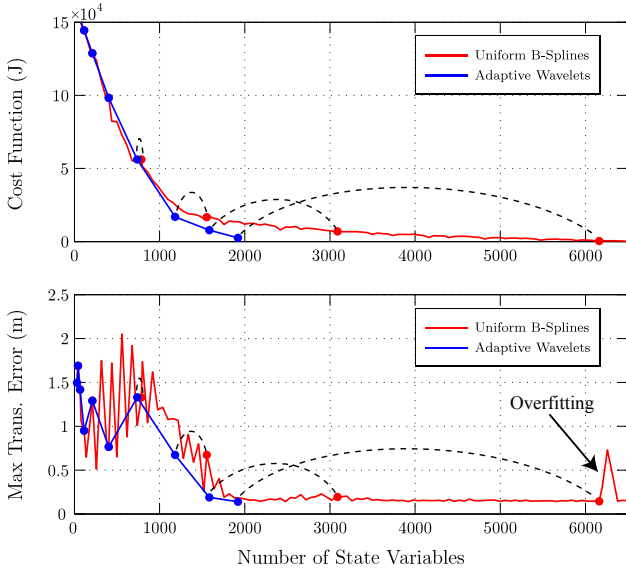 ×10⁴
15
10
5
0
Cost Function (J)
Uniform B-Splines
Adaptive Wavelets
0 1000 2000 3000 4000 5000 6000
2.5
2
1.5
1
0.5
0
Max Trans. Error (m)
Uniform B-Splines
Adaptive Wavelets
Overfitting
0 1000 2000 3000 4000 5000 6000
Number of State Variables